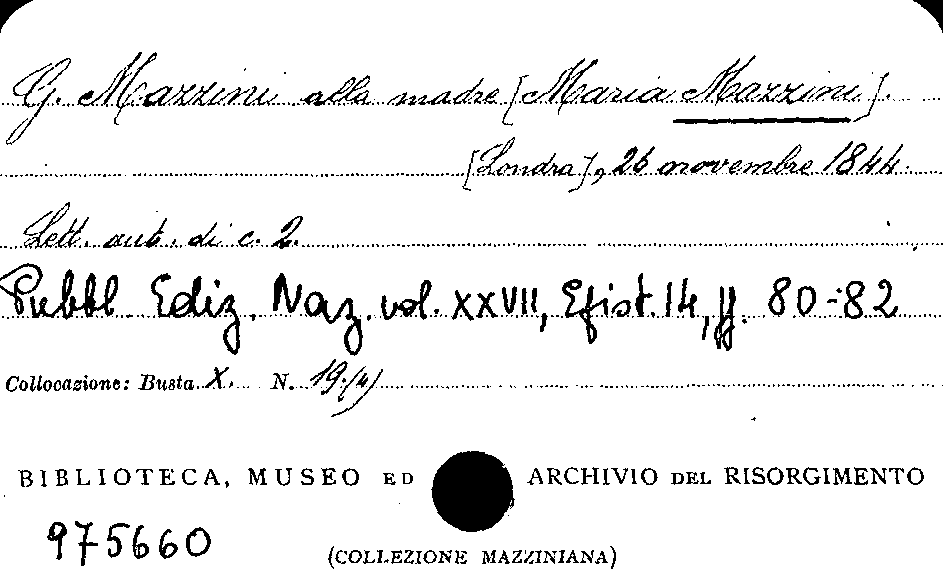 G. Mazzini alla madre [Maria Mazzini].
[Londra], 26 novembre 1844.
Lett. aut. di c. 2.
Pubbl. Ediz. Naz. vol. XXVII, Epist. 14, pp. 80-82
Collocazione: Busta X. N. 19.(4)
BIBLIOTECA, MUSEO ED ARCHIVIO DEL RISORGIMENTO
975660
(COLLEZIONE MAZZINIANA)